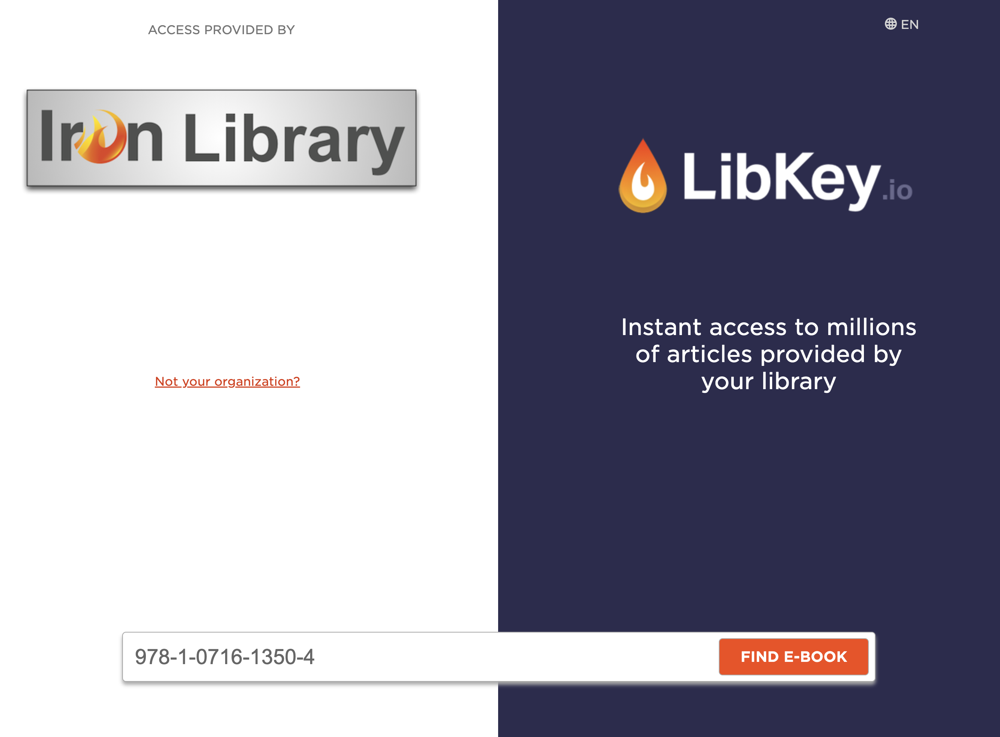 ACCESS PROVIDED BY
Iron Library
Not your organization?
EN
LibKey.io
Instant access to millions
of articles provided by
your library
978-1-0716-1350-4
FIND E-BOOK